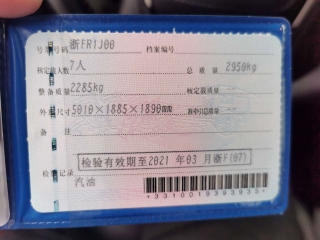 号牌号码 浙FR1J00 档案编号
核定载人数 7人 总质量 2950kg
整备质量 2285kg 核定载质量
外廓尺寸 5010×1885×1890mm 准牵引总质量
备注
检验有效期至2021年03月浙F(07)
检验记录
汽油
*3310019393935*